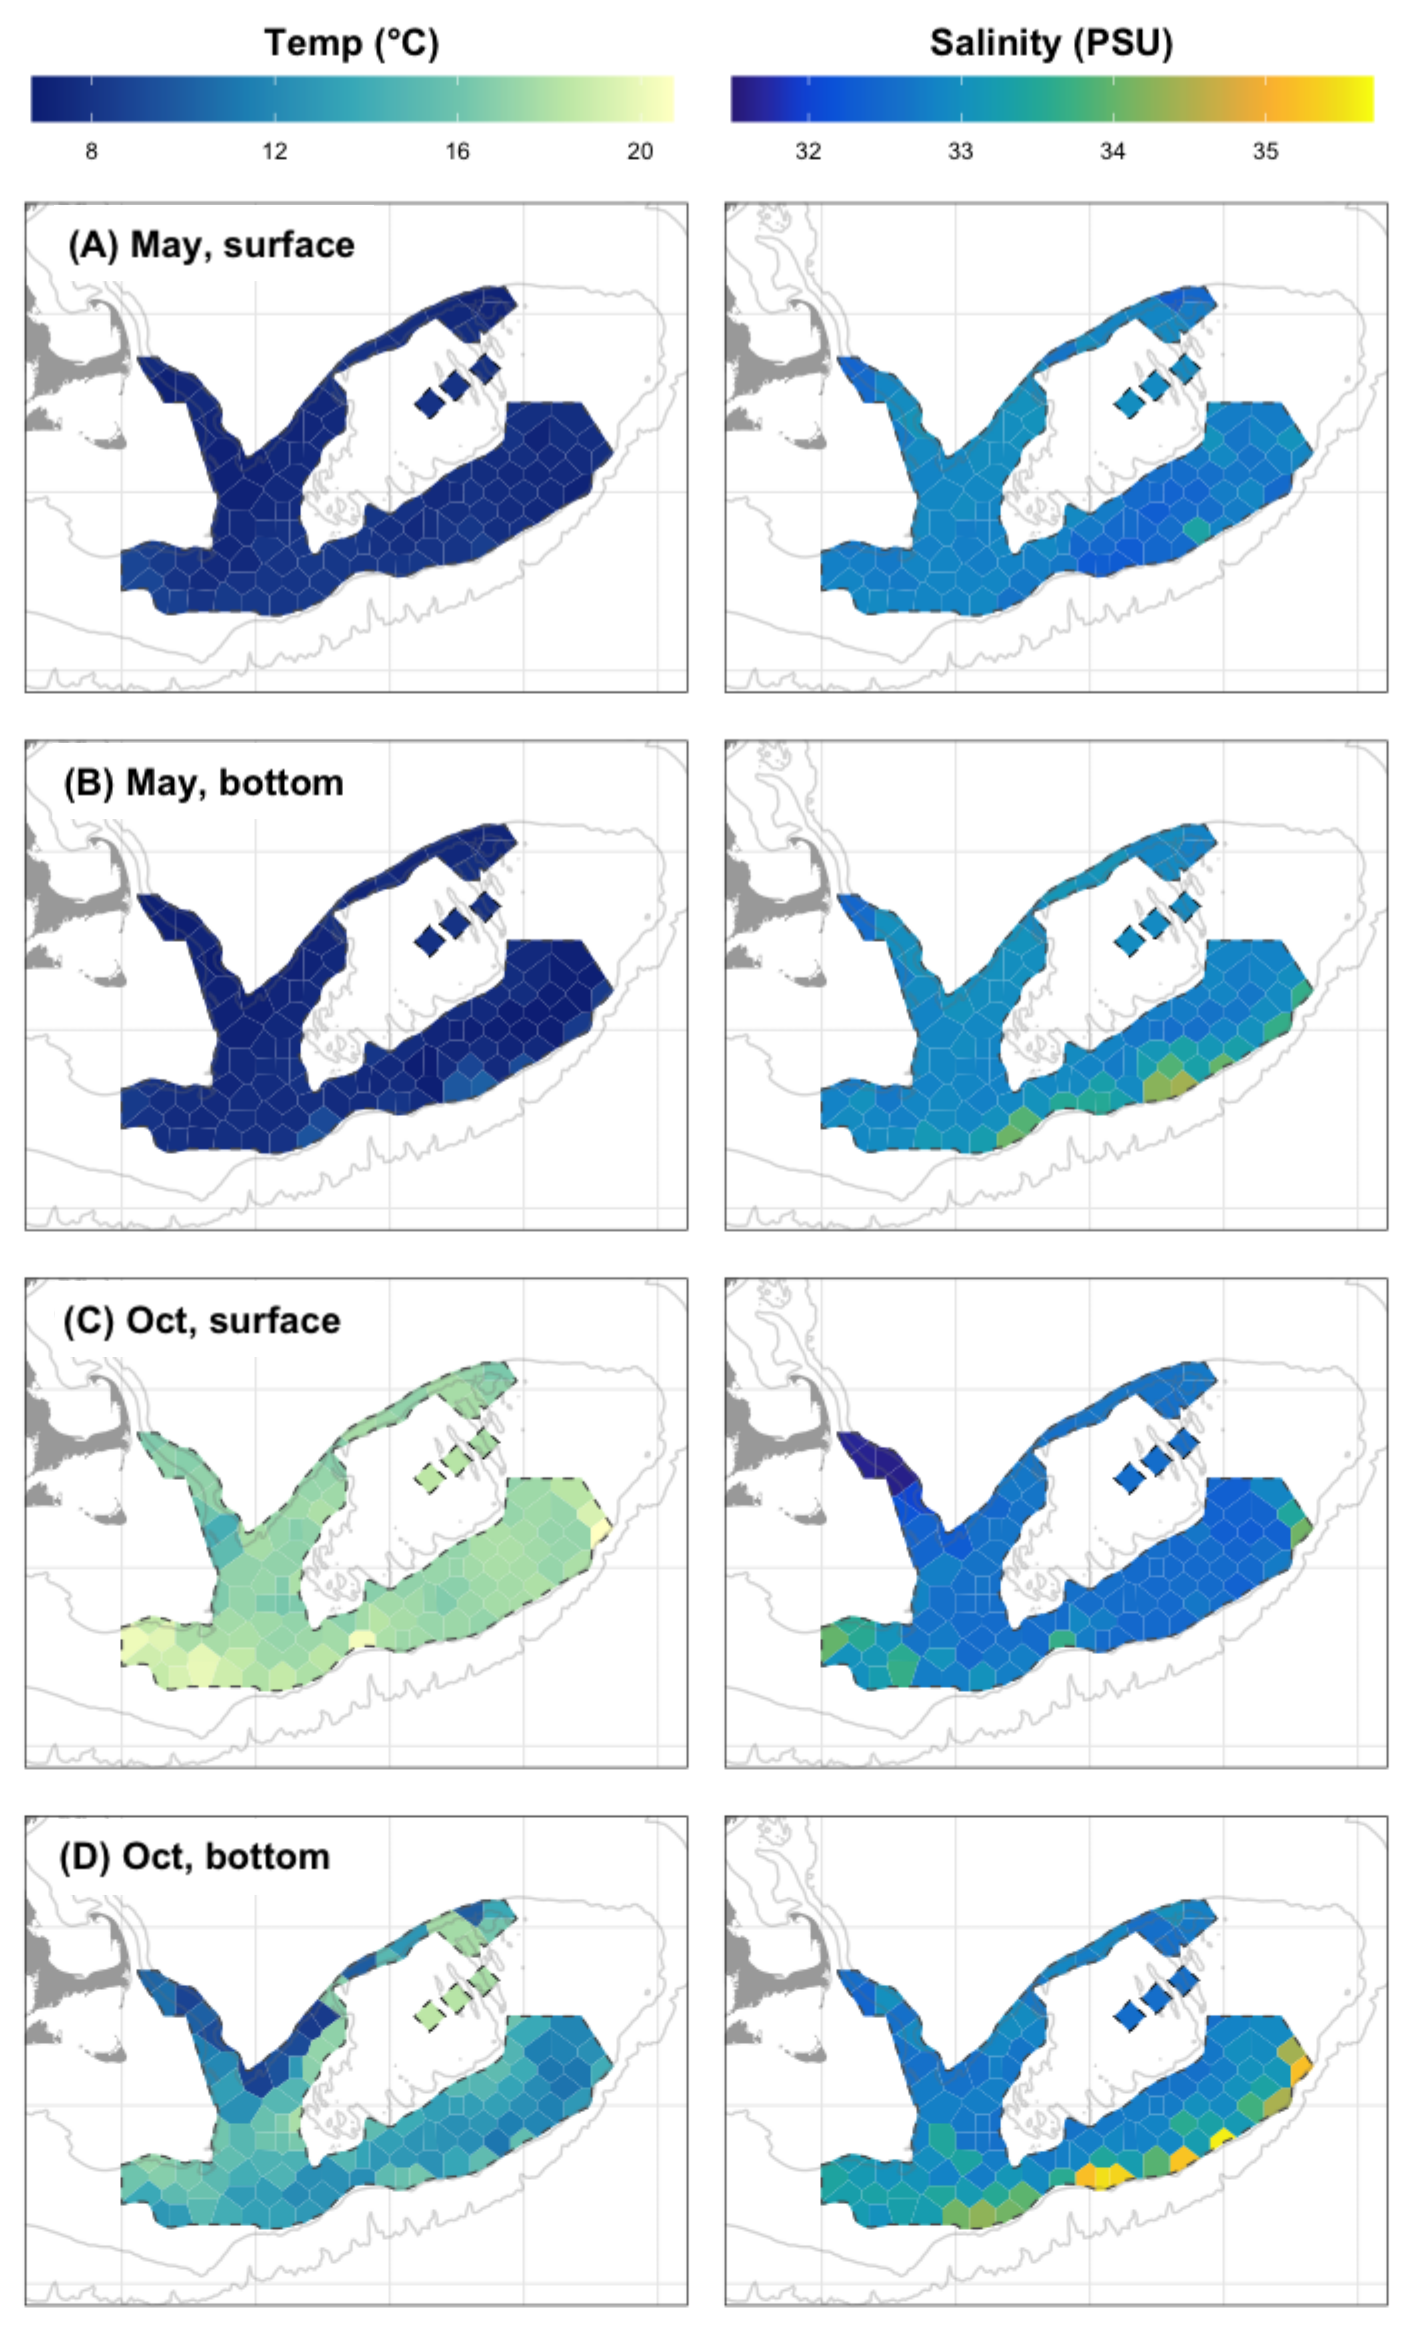 Temp (°C)
Salinity (PSU)
8 12 16 20
32 33 34 35
(A) May, surface
(B) May, bottom
(C) Oct, surface
(D) Oct, bottom